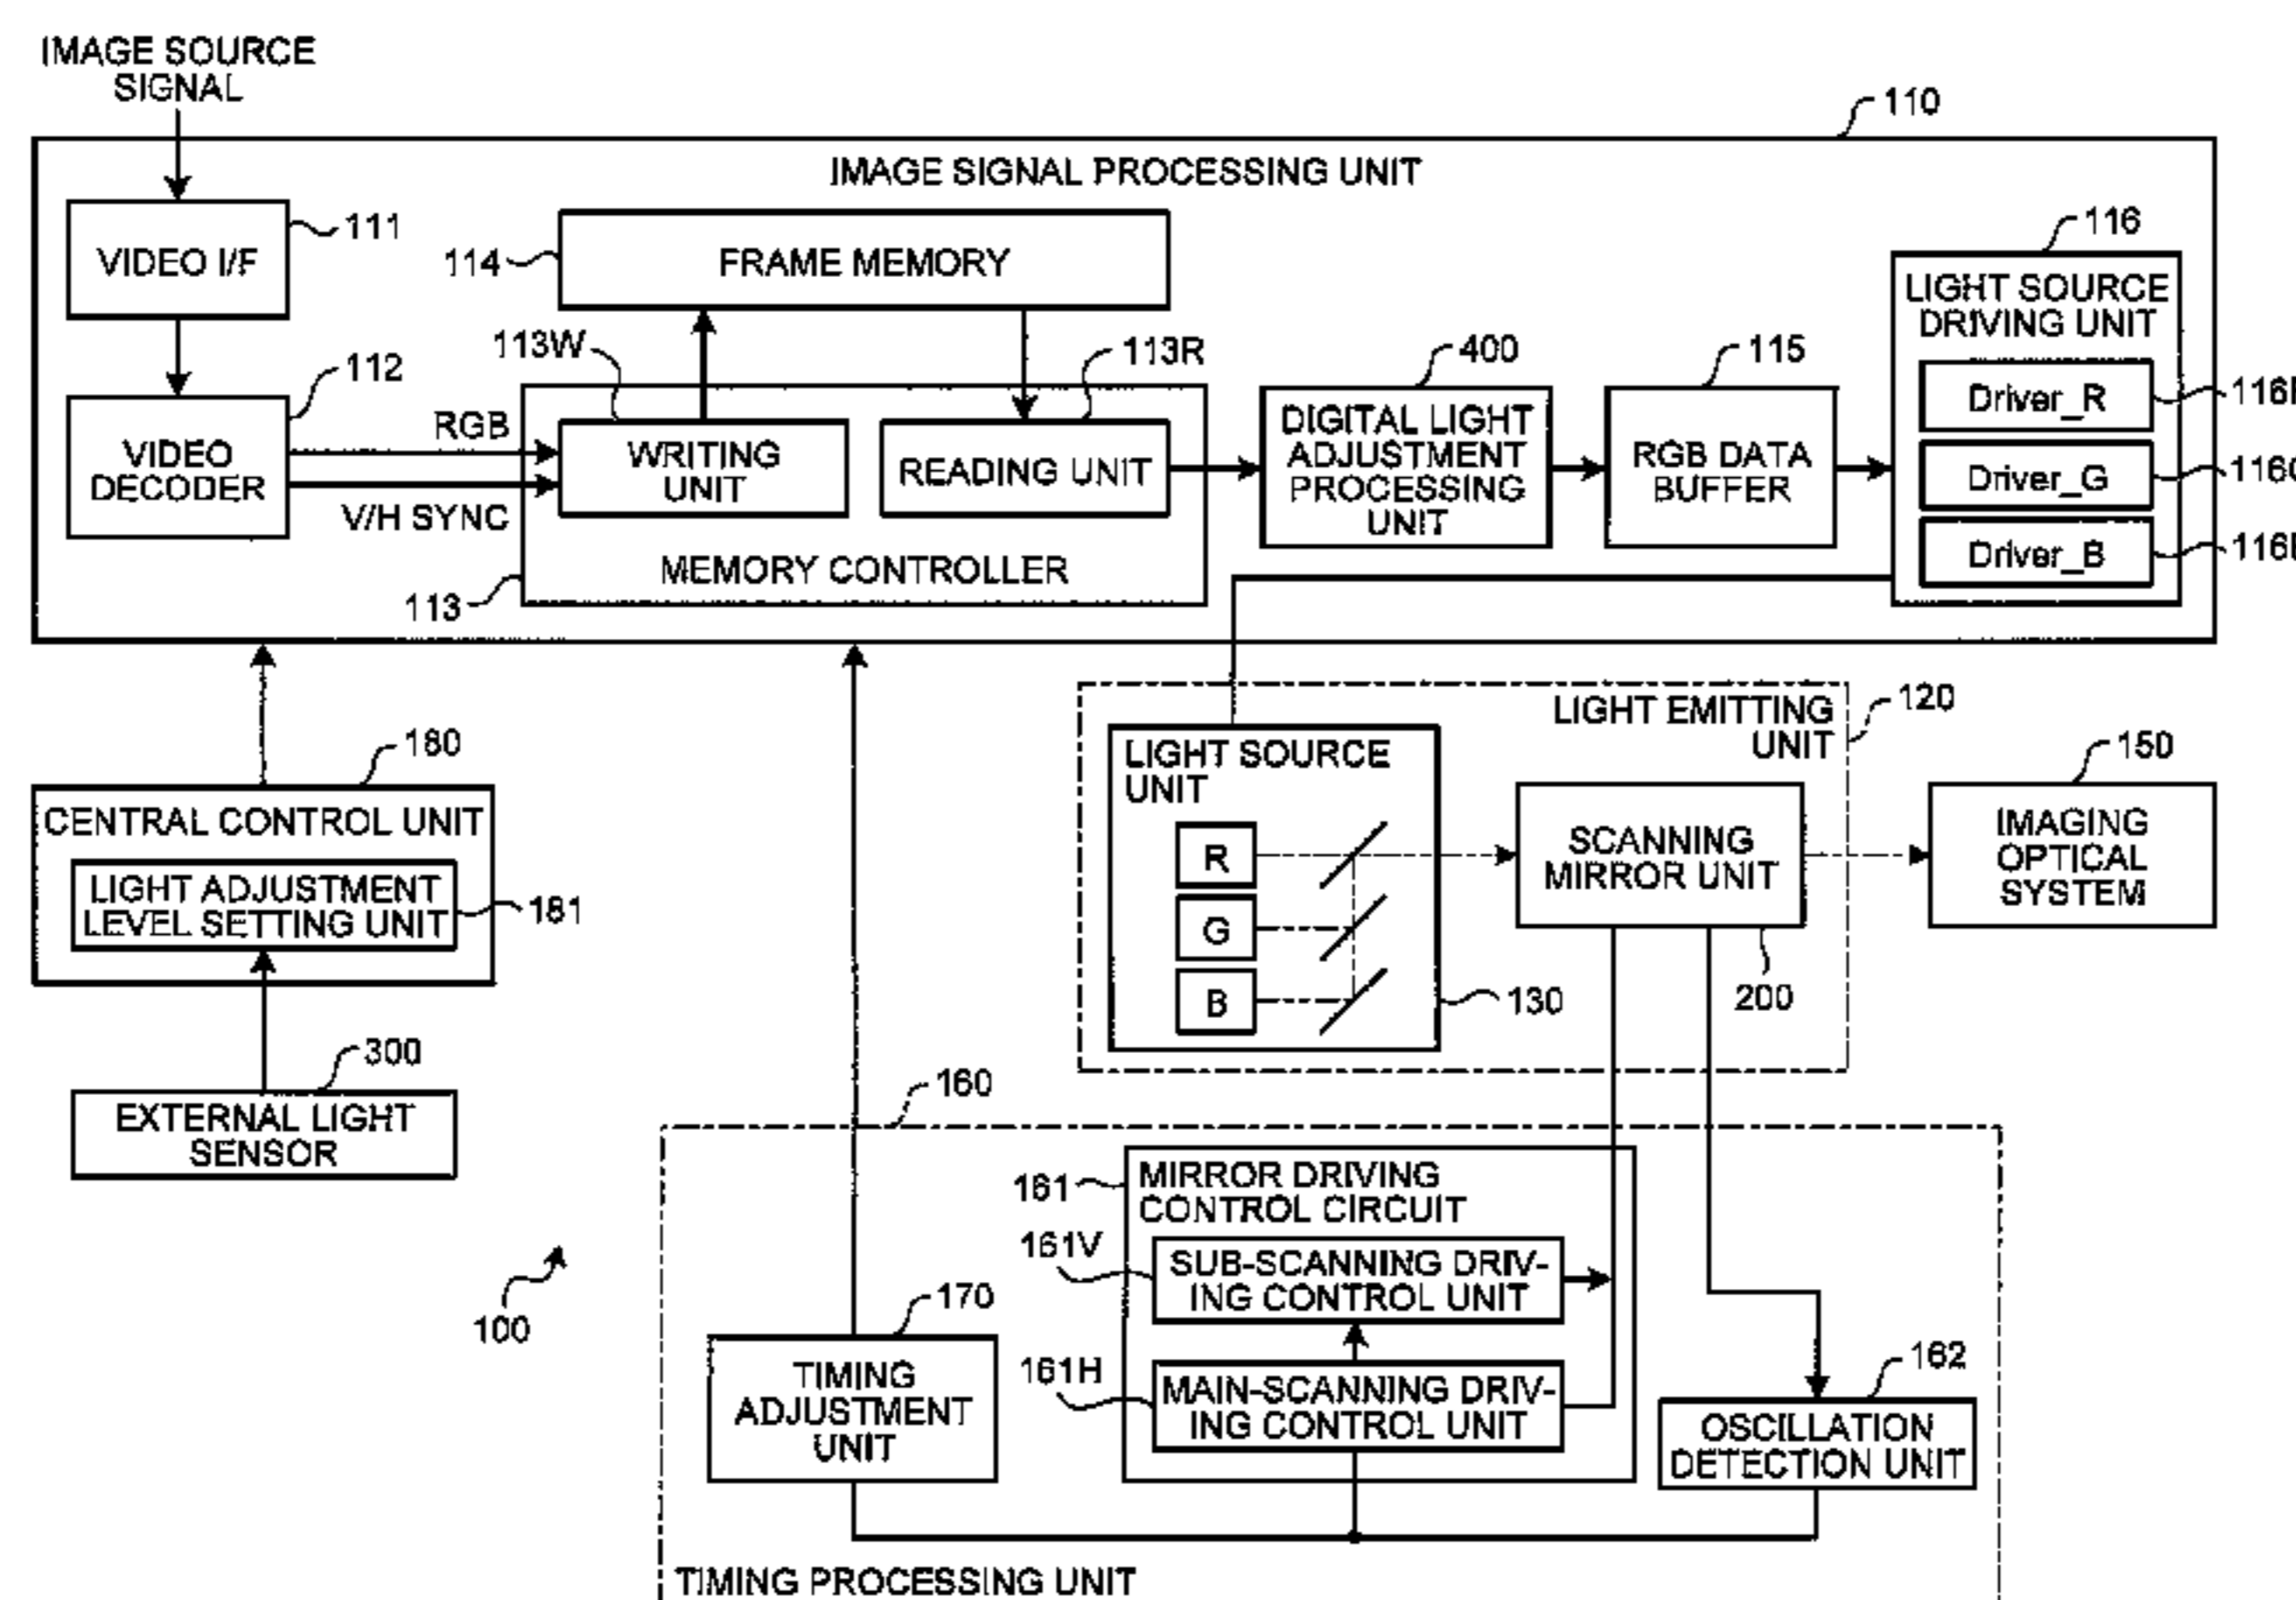 IMAGE SOURCE
SIGNAL
110
IMAGE SIGNAL PROCESSING UNIT
VIDEO I/F
111
114
FRAME MEMORY
116
LIGHT SOURCE
DRIVING UNIT
112
113W
113R
400
115
Driver_R
Driver_G
Driver_B
VIDEO
DECODER
RGB
V/H SYNC
WRITING
UNIT
READING UNIT
DIGITAL LIGHT
ADJUSTMENT
PROCESSING
UNIT
RGB DATA
BUFFER
MEMORY CONTROLLER
113
LIGHT EMITTING
UNIT
120
180
CENTRAL CONTROL UNIT
LIGHT ADJUSTMENT
LEVEL SETTING UNIT
181
LIGHT SOURCE
UNIT
R
G
B
130
SCANNING
MIRROR UNIT
200
150
IMAGING
OPTICAL
SYSTEM
300
EXTERNAL LIGHT
SENSOR
160
161
MIRROR DRIVING
CONTROL CIRCUIT
161V
SUB-SCANNING DRIV-
ING CONTROL UNIT
161H
MAIN-SCANNING DRIV-
ING CONTROL UNIT
100
170
TIMING
ADJUSTMENT
UNIT
162
OSCILLATION
DETECTION UNIT
TIMING PROCESSING UNIT